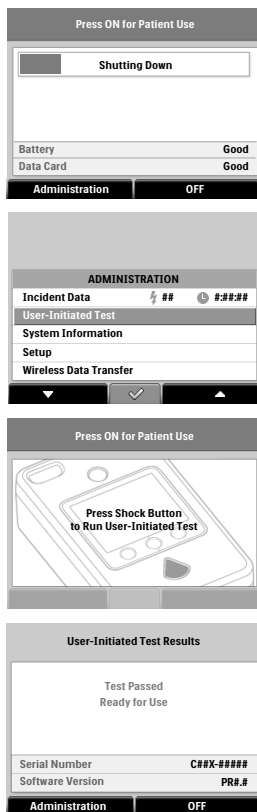 Press ON for Patient Use
Shutting Down
Battery Good
Data Card Good
Administration OFF
ADMINISTRATION
Incident Data ## #:##:##
User-Initiated Test
System Information
Setup
Wireless Data Transfer
Press ON for Patient Use
Press Shock Button
to Run User-Initiated Test
User-Initiated Test Results
Test Passed
Ready for Use
Serial Number C##X-#####
Software Version PR#.#
Administration OFF